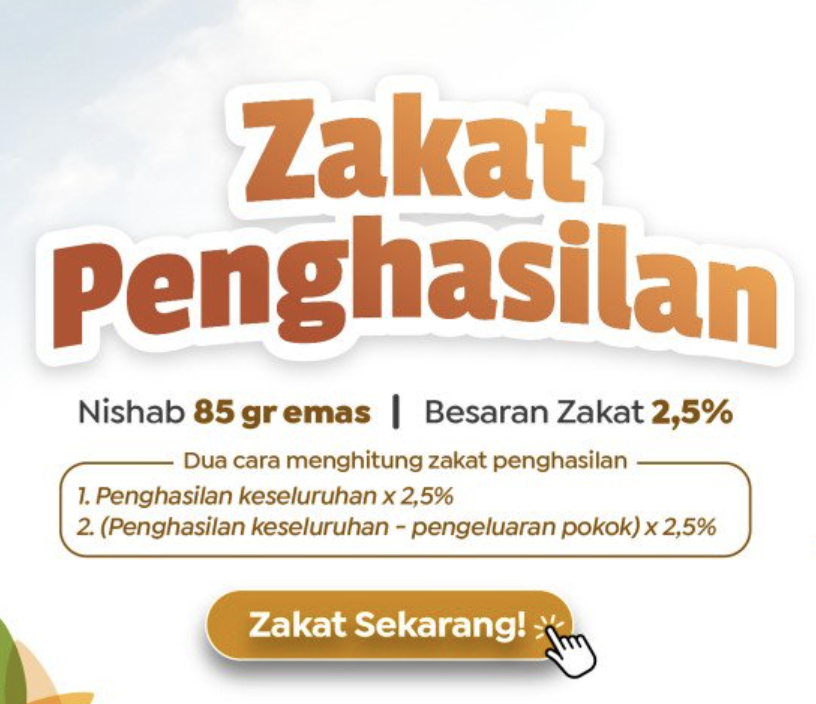 Zakat
Penghasilan
Nishab 85 gr emas | Besaran Zakat 2,5%
Dua cara menghitung zakat penghasilan
1. Penghasilan keseluruhan x 2,5%
2. (Penghasilan keseluruhan - pengeluaran pokok) x 2,5%
Zakat Sekarang!